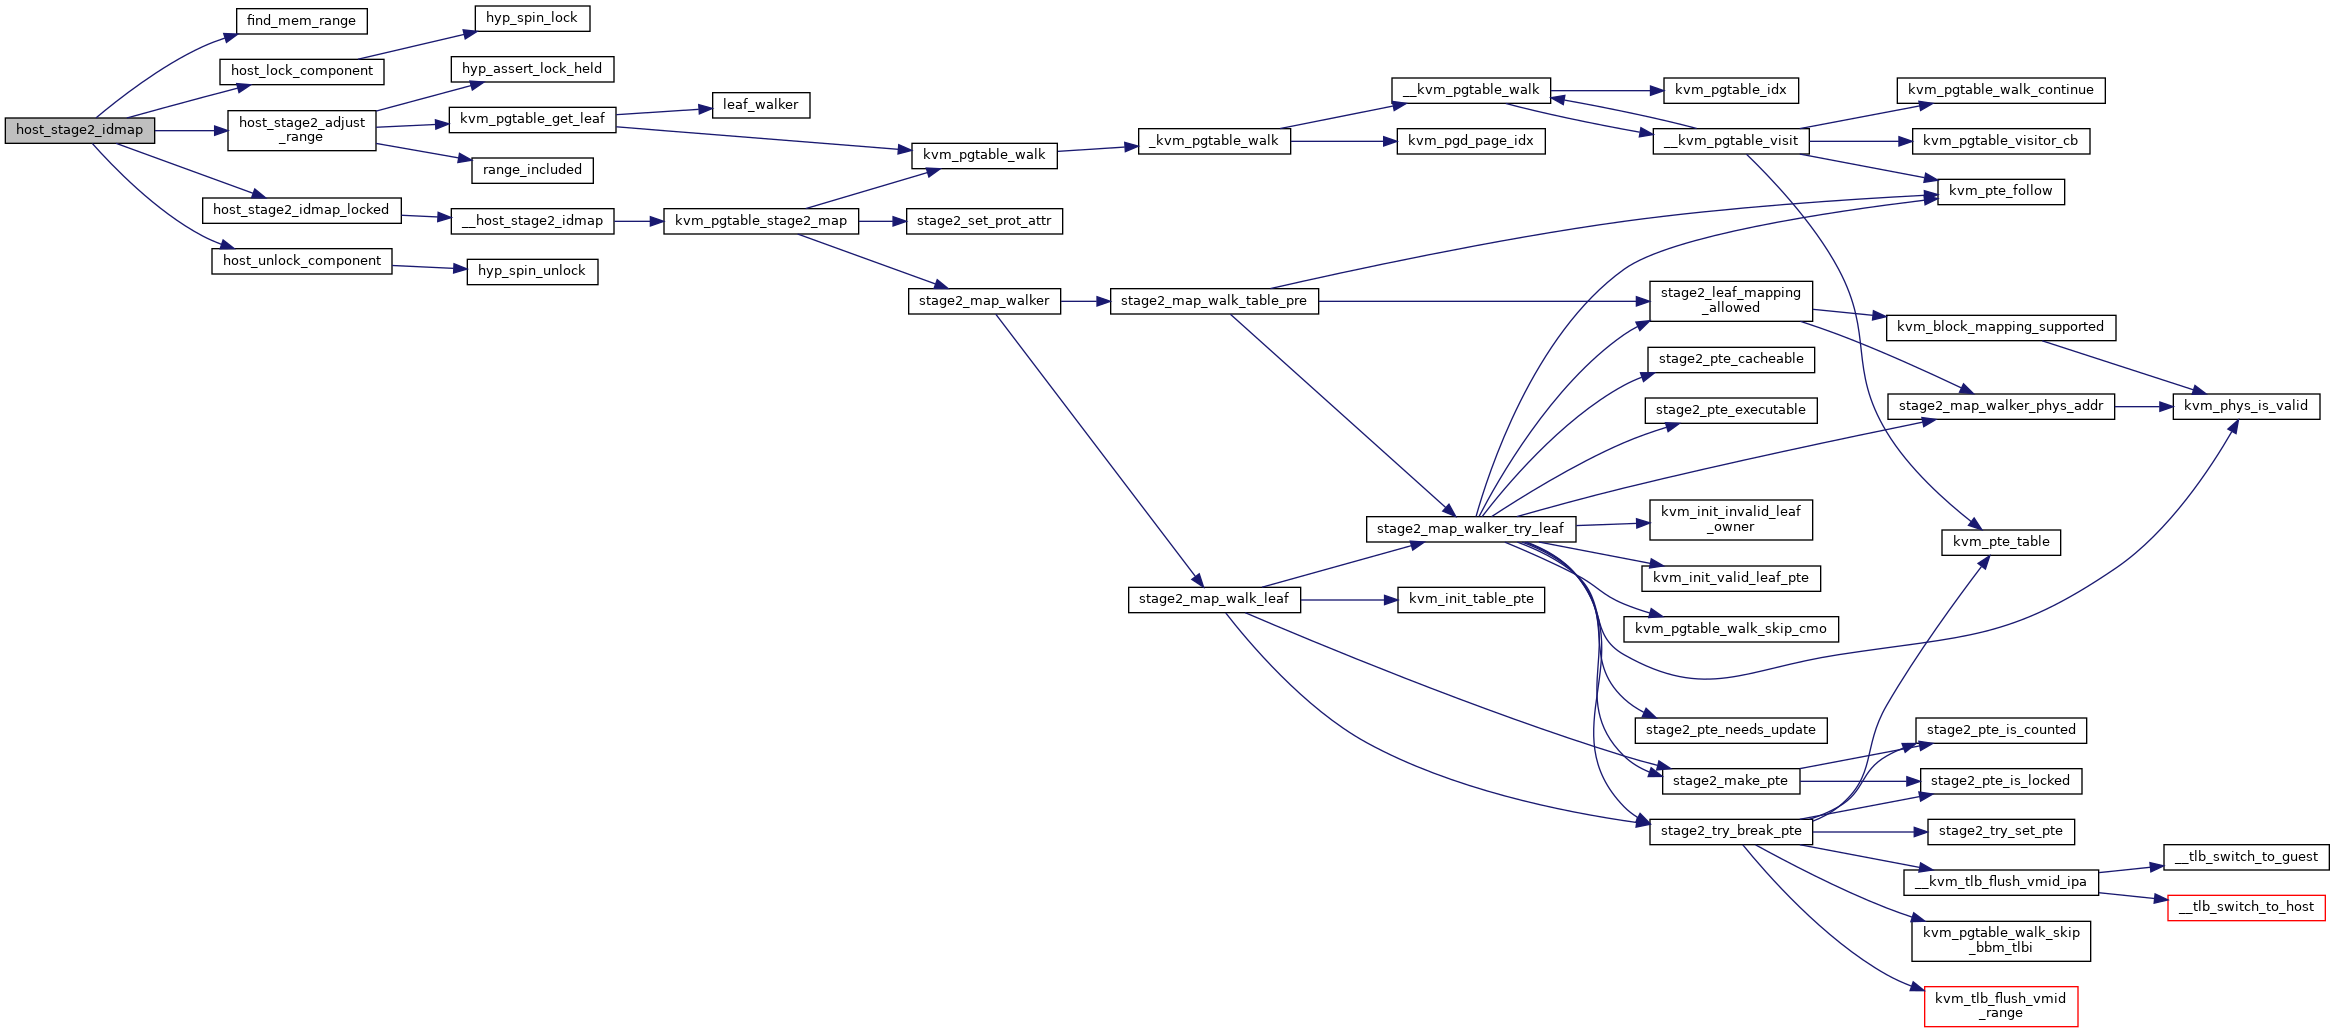 host_stage2_idmap
find_mem_range
host_lock_component
host_stage2_adjust
_range
host_stage2_idmap_locked
host_unlock_component
hyp_spin_lock
hyp_assert_lock_held
kvm_pgtable_get_leaf
range_included
__host_stage2_idmap
hyp_spin_unlock
leaf_walker
kvm_pgtable_stage2_map
kvm_pgtable_walk
stage2_set_prot_attr
stage2_map_walker
_kvm_pgtable_walk
stage2_map_walk_table_pre
stage2_map_walk_leaf
__kvm_pgtable_walk
kvm_pgd_page_idx
stage2_map_walker_try_leaf
kvm_init_table_pte
kvm_pgtable_idx
__kvm_pgtable_visit
stage2_leaf_mapping
_allowed
stage2_pte_cacheable
stage2_pte_executable
kvm_init_invalid_leaf
_owner
kvm_init_valid_leaf_pte
kvm_pgtable_walk_skip_cmo
stage2_pte_needs_update
stage2_make_pte
stage2_try_break_pte
kvm_pgtable_walk_continue
kvm_pgtable_visitor_cb
kvm_pte_follow
kvm_block_mapping_supported
stage2_map_walker_phys_addr
kvm_pte_table
stage2_pte_is_counted
stage2_pte_is_locked
stage2_try_set_pte
__kvm_tlb_flush_vmid_ipa
kvm_pgtable_walk_skip
_bbm_tlbi
kvm_tlb_flush_vmid
_range
kvm_phys_is_valid
__tlb_switch_to_guest
__tlb_switch_to_host